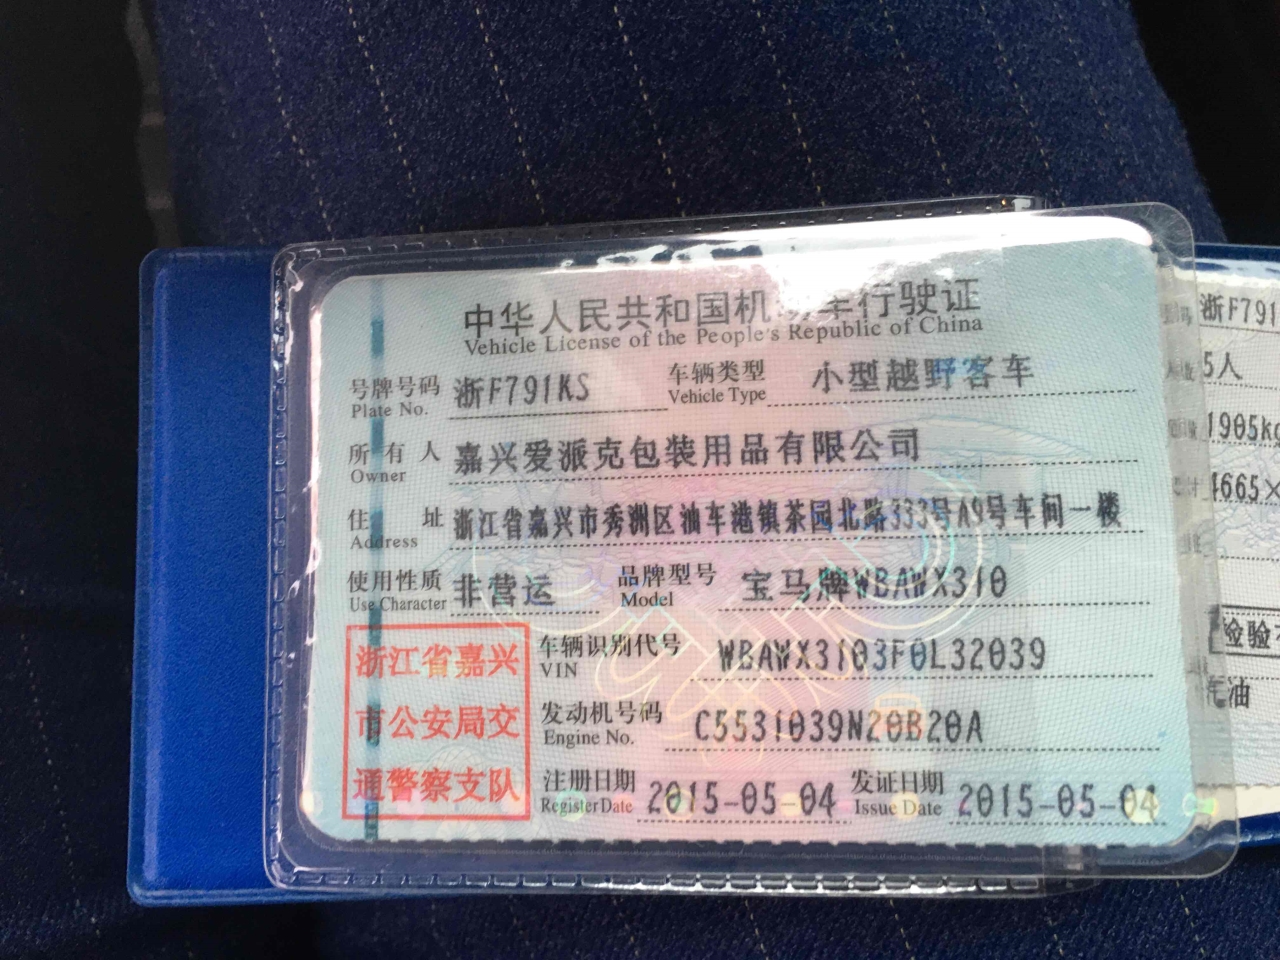 中华人民共和国机动车行驶证
Vehicle License of the People's Republic of China
号牌号码 浙F791KS 车辆类型 小型越野客车
Plate No. Vehicle Type
所有人 嘉兴爱派克包装用品有限公司
Owner
住址 浙江省嘉兴市秀洲区油车港镇茶园北路333号A9号车间一楼
Address
使用性质 非营运 品牌型号 宝马牌WBAWX310
Use Character Model
浙江省嘉兴
市公安局交
通警察支队
车辆识别代号 WBAWX3103F0L32039
VIN
发动机号码 C5531039N20B20A
Engine No.
注册日期 2015-05-04 发证日期 2015-05-04
Register Date Issue Date
浙F791
5人
1905kg
4665×
检验
汽油